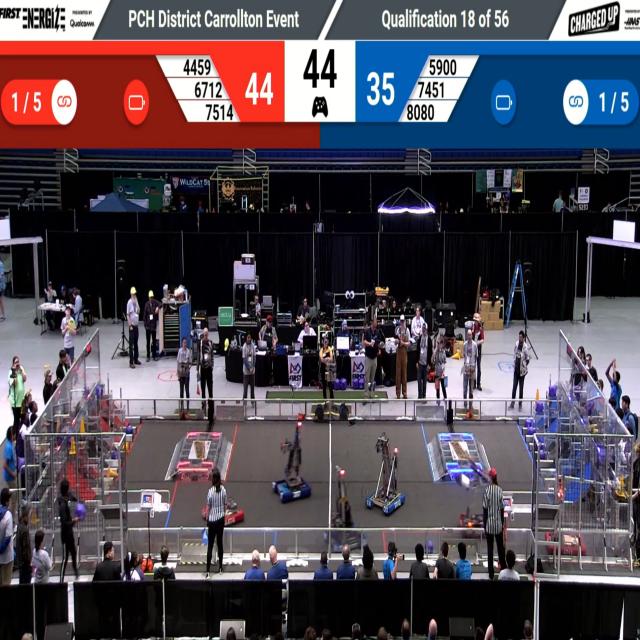 FIRST ENERGIZE PRESENTED BY Qualcomm
PCH District Carrollton Event
Qualification 18 of 56
CHARGED UP
1 / 5
4459
6712
7514
44
44
35
5900
7451
8080
1 / 5
WILDCAT